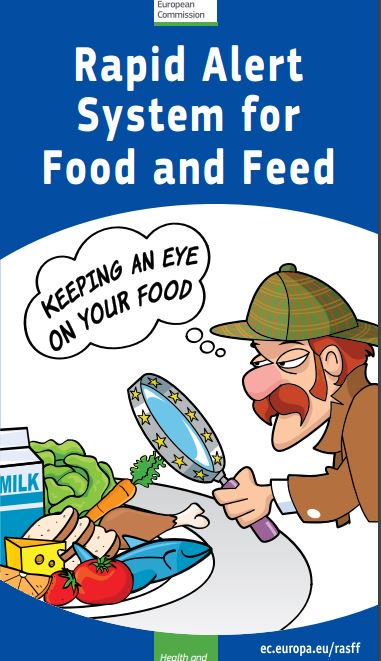 European
Commission
Rapid Alert
System for
Food and Feed
KEEPING AN EYE
ON YOUR FOOD
MILK
ec.europa.eu/rasff
Health and